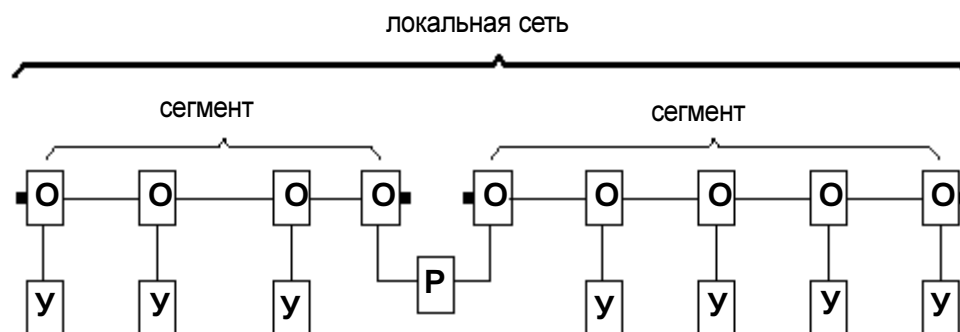 локальная сеть
сегмент сегмент
О О О О О О О О О
Р
У У У У У У У